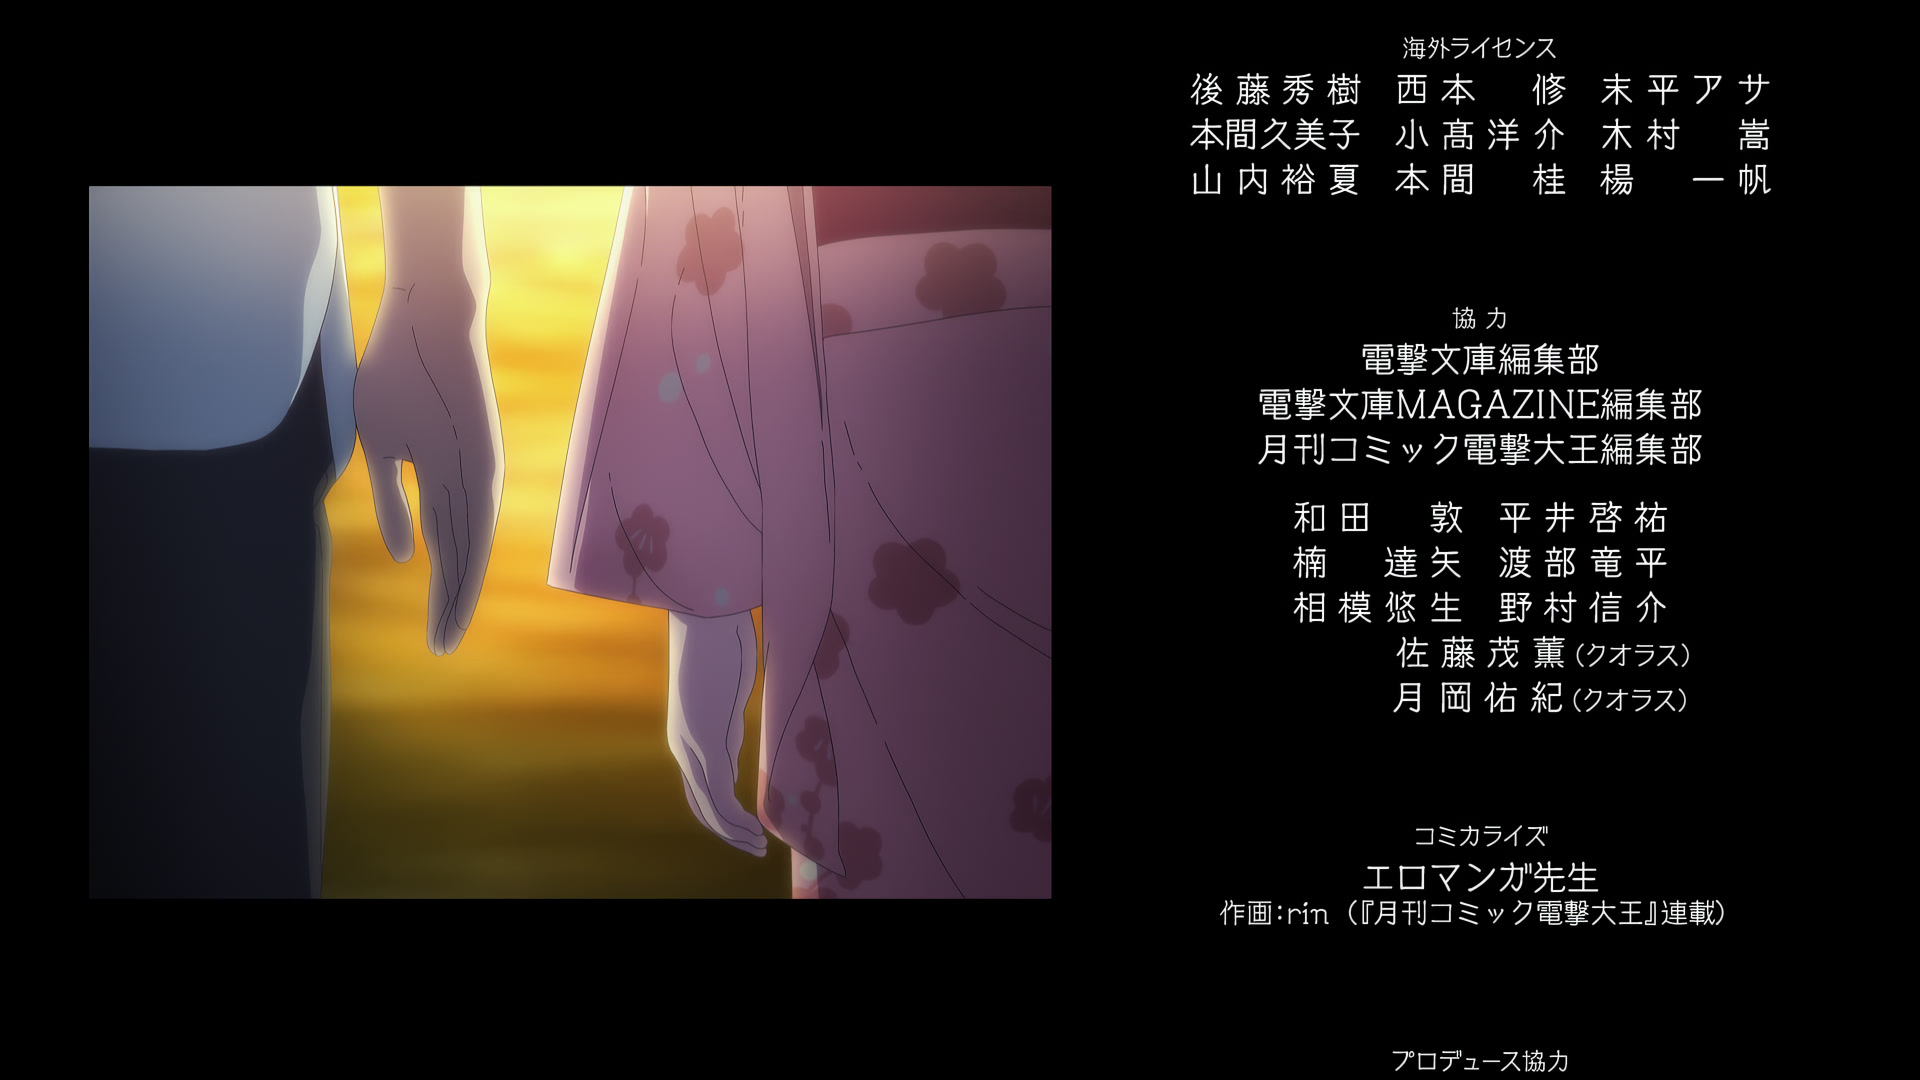 海外ライセンス
後藤秀樹 西本 修 末平アサ
本間久美子 小髙洋介 木村 嵩
山内裕夏 本間 桂 楊 一帆
協力
電撃文庫編集部
電撃文庫MAGAZINE編集部
月刊コミック電撃大王編集部
和田 敦 平井啓祐
楠 達矢 渡部竜平
相模悠生 野村信介
佐藤茂薫(クオラス)
月岡佑紀(クオラス)
コミカライズ
エロマンガ先生
作画:rin (『月刊コミック電撃大王』連載)
プロデュース協力